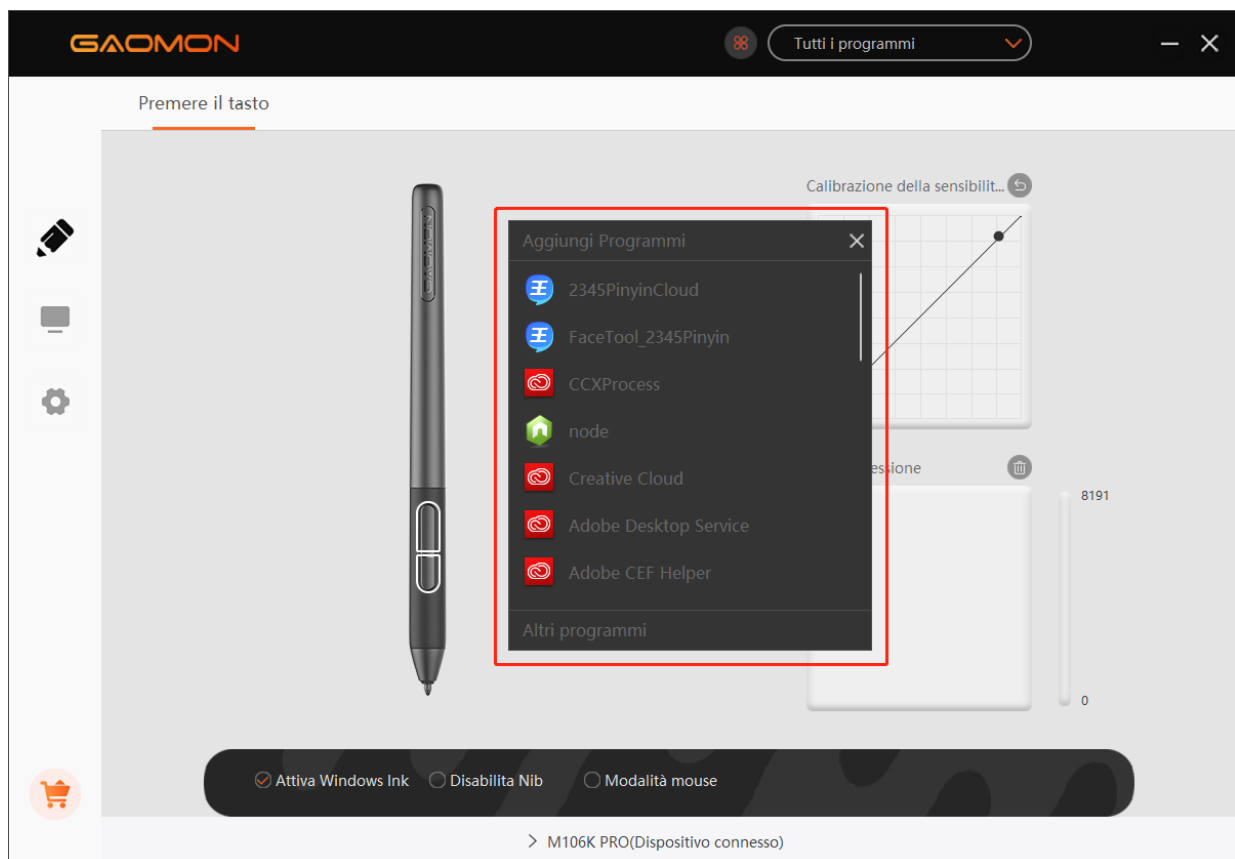 GAOMON
Tutti i programmi
Premere il tasto
Calibrazione della sensibilit...
GAOMON
Aggiungi Programmi
2345PinyinCloud
FaceTool_2345Pinyin
CCXProcess
node
Creative Cloud
Adobe Desktop Service
Adobe CEF Helper
Altri programmi
essione
8191
0
Attiva Windows Ink
Disabilita Nib
Modalità mouse
M106K PRO(Dispositivo connesso)